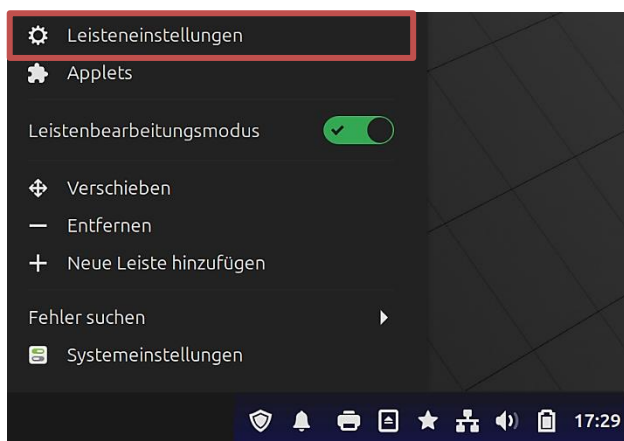 Leisteneinstellungen
Applets
Leistenbearbeitungsmodus
Verschieben
Entfernen
Neue Leiste hinzufügen
Fehler suchen
Systemeinstellungen
17:29